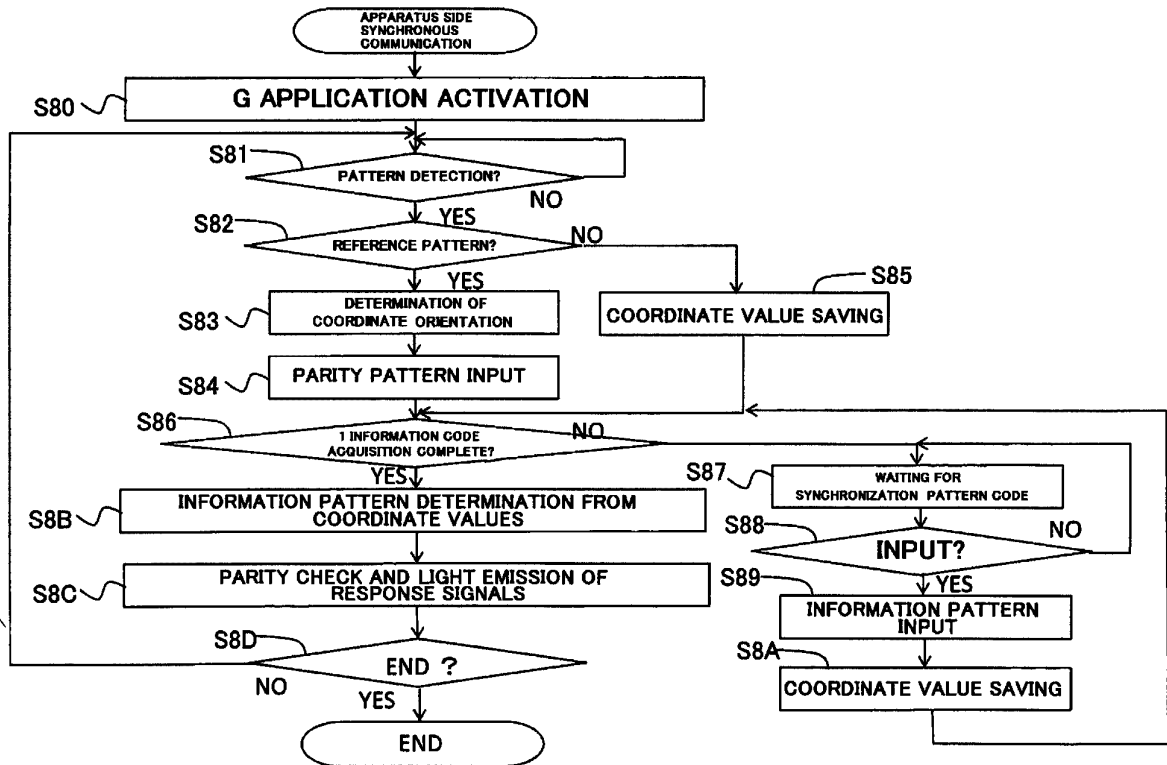 APPARATUS SIDE
SYNCHRONOUS
COMMUNICATION
S80
G APPLICATION ACTIVATION
S81
PATTERN DETECTION?
NO
YES
S82
REFERENCE PATTERN?
NO
YES
S83
DETERMINATION OF
COORDINATE ORIENTATION
S85
COORDINATE VALUE SAVING
S84
PARITY PATTERN INPUT
S86
1 INFORMATION CODE
ACQUISITION COMPLETE?
NO
YES
S87
WAITING FOR
SYNCHRONIZATION PATTERN CODE
S8B
INFORMATION PATTERN DETERMINATION FROM
COORDINATE VALUES
S88
INPUT?
NO
YES
S8C
PARITY CHECK AND LIGHT EMISSION OF
RESPONSE SIGNALS
S89
INFORMATION PATTERN
INPUT
S8D
END ?
NO
YES
S8A
COORDINATE VALUE SAVING
END